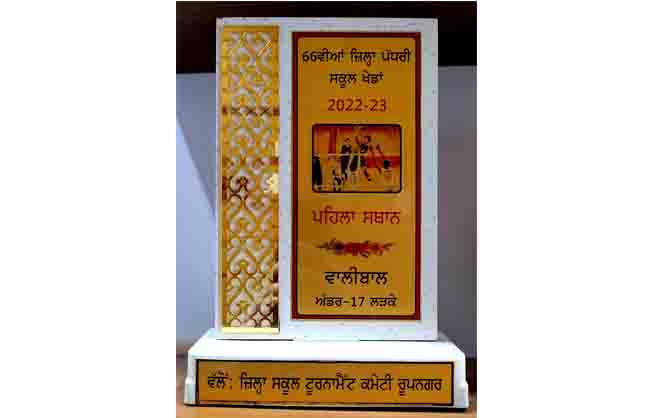 66ਵੀਆਂ ਜ਼ਿਲ੍ਹਾ ਪੱਧਰੀ
ਸਕੂਲ ਖੇਡਾਂ
2022-23
ਪਹਿਲਾ ਸਥਾਨ
ਵਾਲੀਬਾਲ
ਅੰਡਰ-17 ਲੜਕੇ
ਵੱਲੋਂ: ਜ਼ਿਲ੍ਹਾ ਸਕੂਲ ਟੂਰਨਾਮੈਂਟ ਕਮੇਟੀ ਰੂਪਨਗਰ